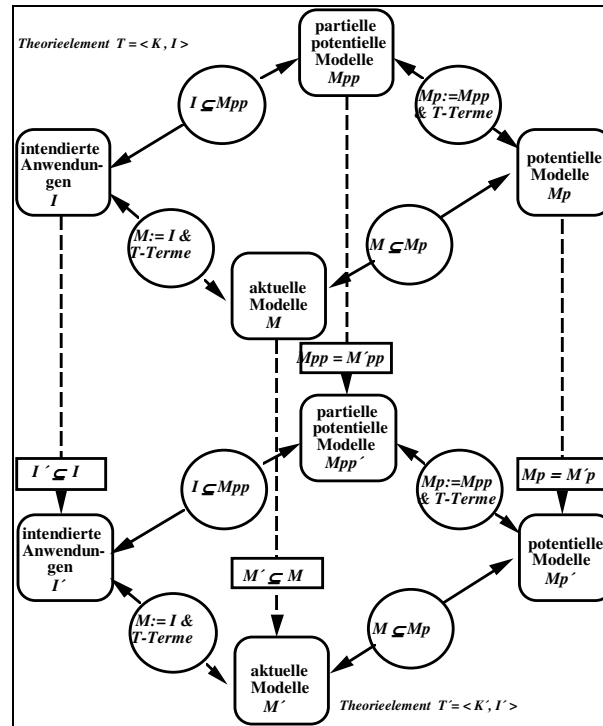 Theorieelement T = < K , I >
partielle
potentielle
Modelle
Mpp
I ⊆ Mpp
Mp:=Mpp
& T-Terme
intendierte
Anwendun-
gen
I
potentielle
Modelle
Mp
M:= I &
T-Terme
M ⊆ Mp
aktuelle
Modelle
M
Mpp = M´pp
partielle
potentielle
Modelle
Mpp´
I ´ ⊆ I
I ⊆ Mpp
Mp:=Mpp
& T-Terme
Mp = M´p
intendierte
Anwendun-
gen
I´
potentielle
Modelle
Mp´
M´ ⊆ M
M:= I &
T-Terme
M ⊆ Mp
aktuelle
Modelle
M´
Theorieelement T´= < K´, I´ >